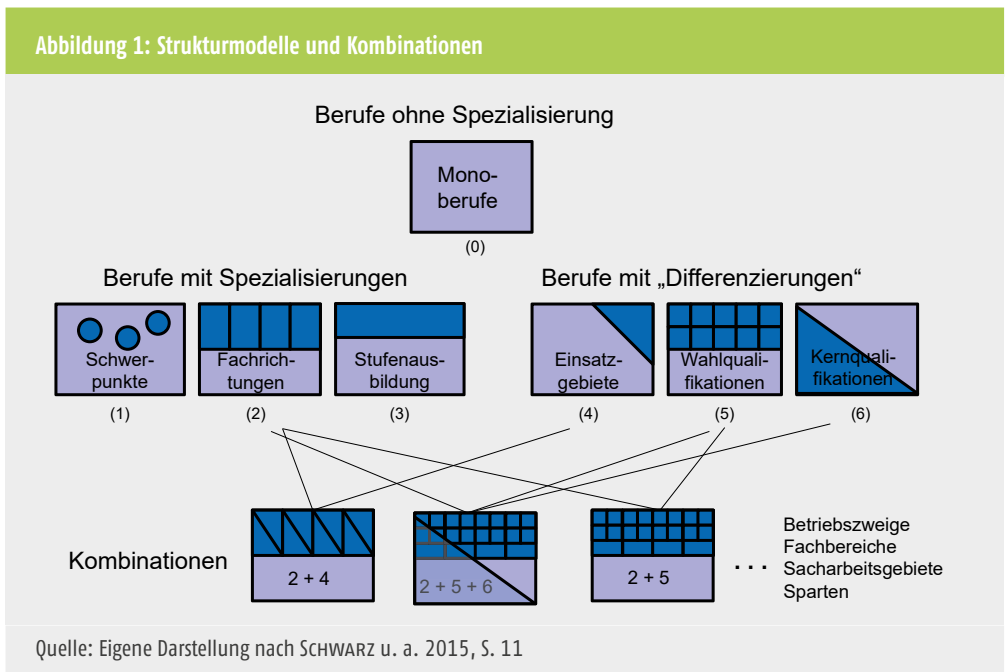 Abbildung 1: Strukturmodelle und Kombinationen
Berufe ohne Spezialisierung
Mono-
berufe
(0)
Berufe mit Spezialisierungen
Berufe mit „Differenzierungen“
Schwer-
punkte
(1)
Fachrich-
tungen
(2)
Stufenaus-
bildung
(3)
Einsatz-
gebiete
(4)
Wahlquali-
fikationen
(5)
Kernquali-
fikationen
(6)
Kombinationen
2 + 4
2 + 5 + 6
2 + 5
. . .
Betriebszweige
Fachbereiche
Sacharbeitsgebiete
Sparten
Quelle: Eigene Darstellung nach SCHWARZ u. a. 2015, S. 11